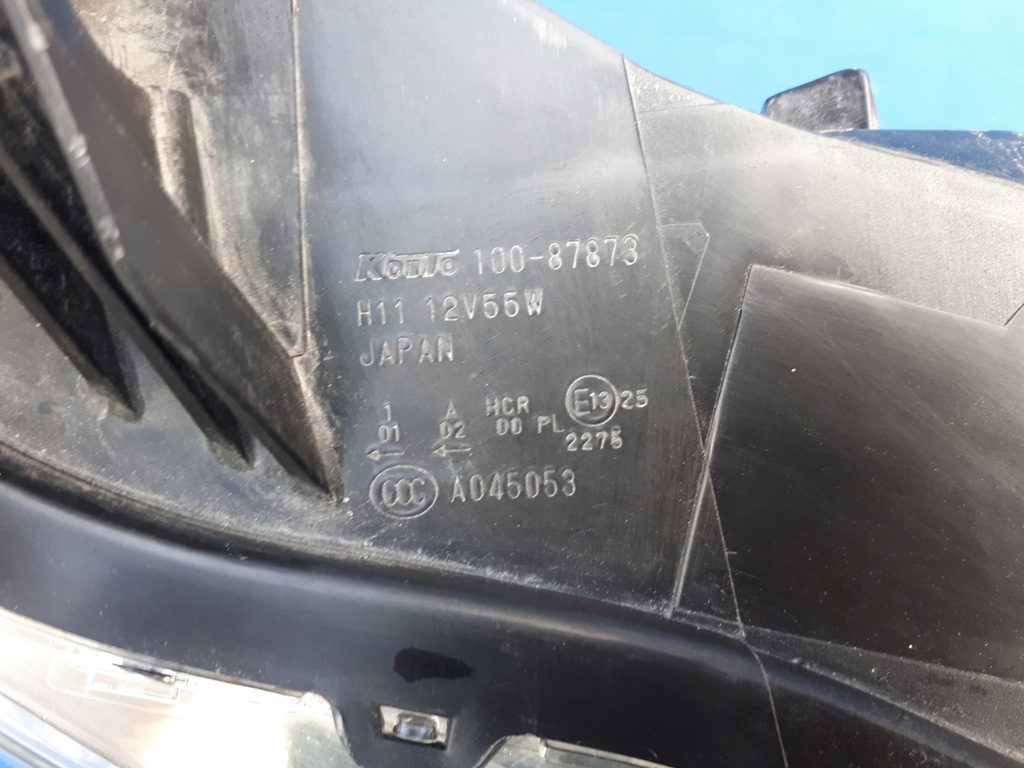 KOITO 100-87873
H11 12V55W
JAPAN
1 A HCR E13 25
01 02 00 PL 2275
CCC A045053